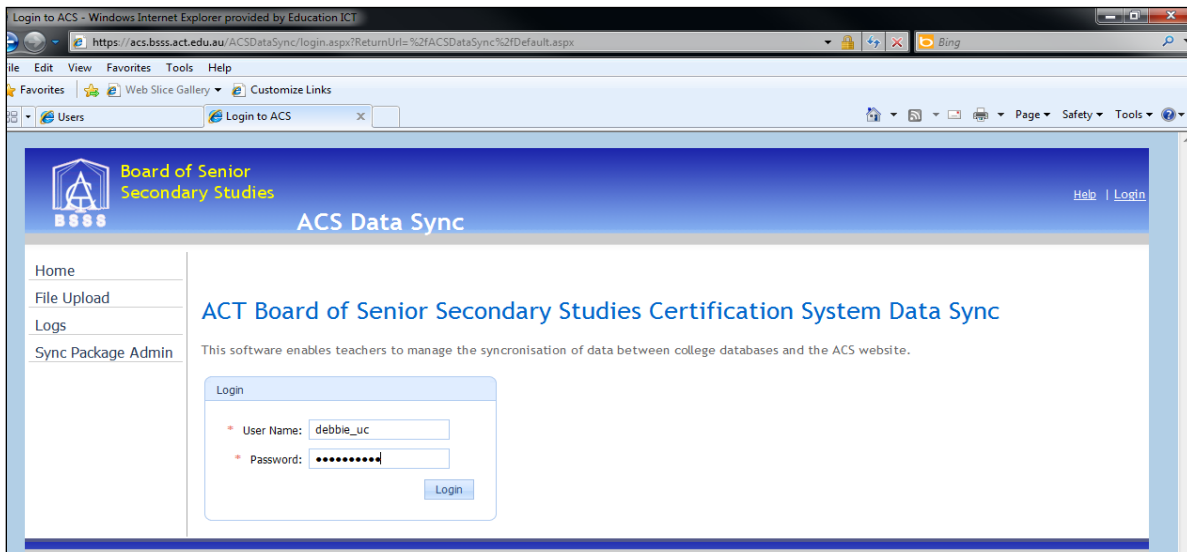 Login to ACS - Windows Internet Explorer provided by Education ICT
https://acs.bsss.act.edu.au/ACSDataSync/login.aspx?ReturnUrl=%2fACSDataSync%2fDefault.aspx
Bing
ile Edit View Favorites Tools Help
Favorites Web Slice Gallery Customize Links
Users Login to ACS x Page Safety Tools
BSSS
Board of Senior
Secondary Studies
ACS Data Sync
Help | Login
Home
File Upload
Logs
Sync Package Admin
ACT Board of Senior Secondary Studies Certification System Data Sync
This software enables teachers to manage the syncronisation of data between college databases and the ACS website.
Login
* User Name: debbie_uc
* Password: ••••••••••
Login